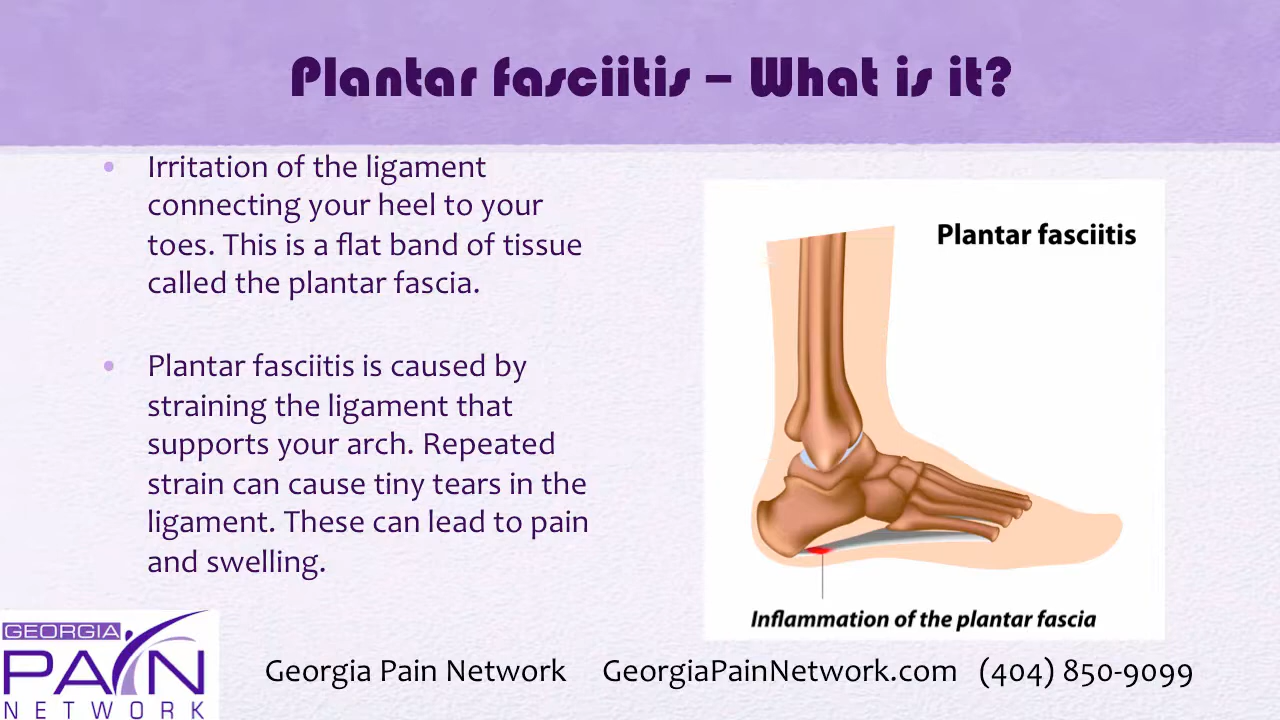 Plantar fasciitis – What is it?
• Irritation of the ligament
connecting your heel to your
toes. This is a flat band of tissue
called the plantar fascia.
• Plantar fasciitis is caused by
straining the ligament that
supports your arch. Repeated
strain can cause tiny tears in the
ligament. These can lead to pain
and swelling.
Plantar fasciitis
Inflammation of the plantar fascia
GEORGIA
PAIN
NETWORK
Georgia Pain Network GeorgiaPainNetwork.com (404) 850-9099